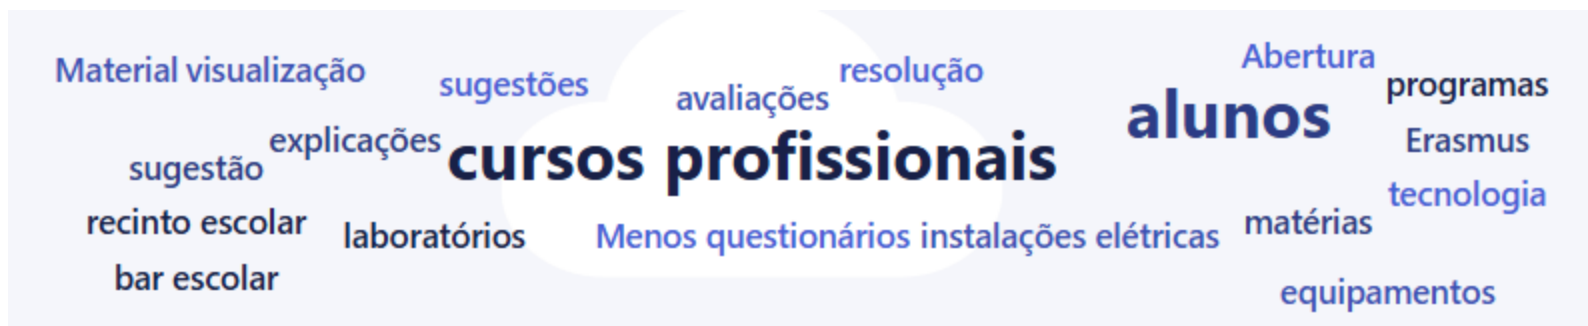 Material visualização
sugestões
avaliações
resolução
Abertura
programas
alunos
explicações
cursos profissionais
Erasmus
sugestão
tecnologia
recinto escolar
laboratórios
Menos questionários
instalações elétricas
matérias
bar escolar
equipamentos